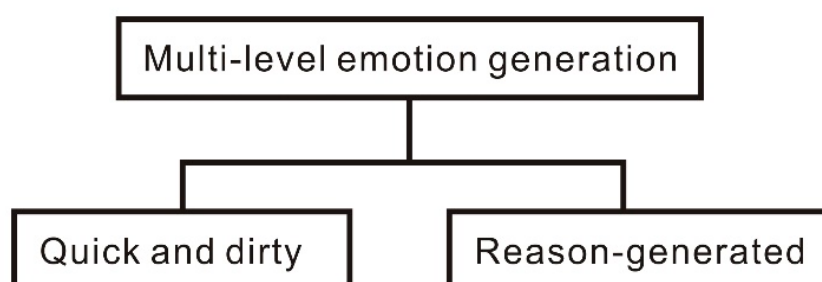 Multi-level emotion generation
Quick and dirty
Reason-generated